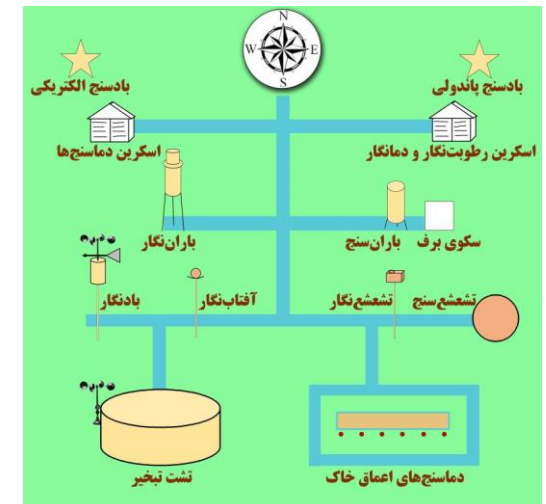 N
W E
S
بادسنج الکتریکی
بادسنج پاندولی
اسکرین دماسنج‌ها
اسکرین رطوبت‌نگار و دمانگار
باران‌نگار
باران‌سنج
سکوی برف
بادنگار
آفتاب‌نگار
تشعشع‌نگار
تشعشع‌سنج
تشت تبخیر
دماسنج‌های اعماق خاک